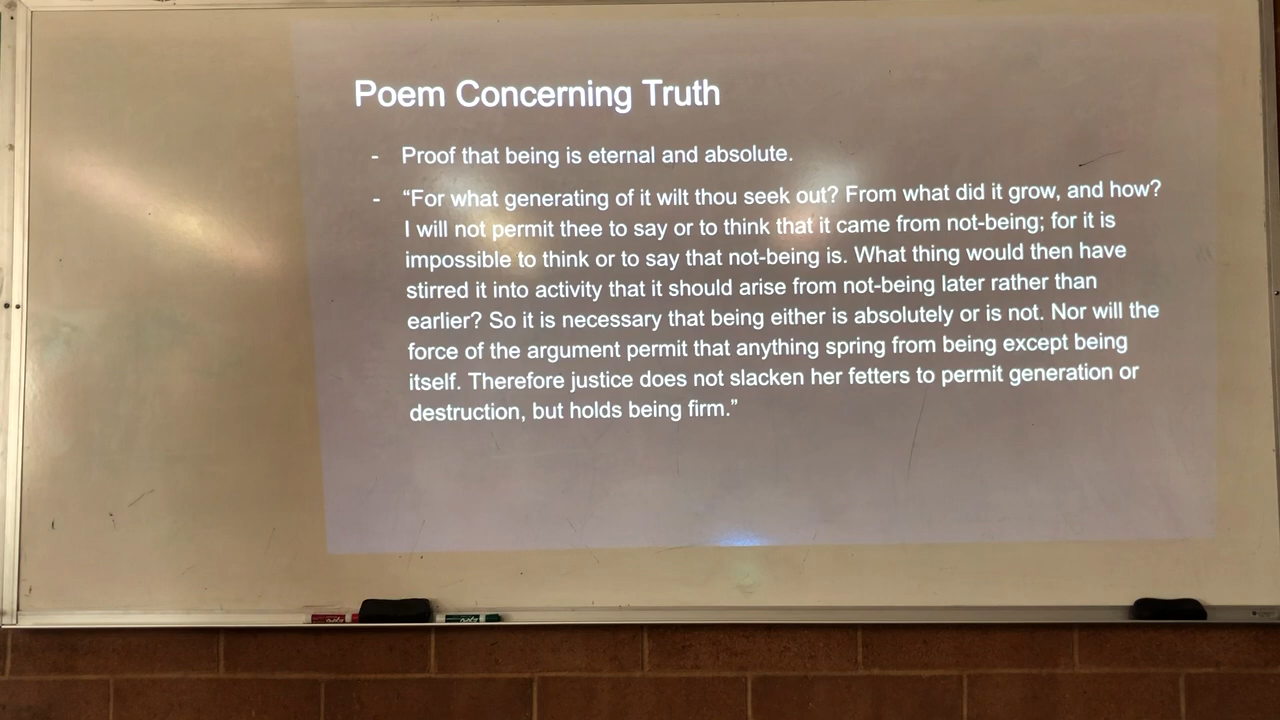 Poem Concerning Truth
- Proof that being is eternal and absolute.
- “For what generating of it wilt thou seek out? From what did it grow, and how?
I will not permit thee to say or to think that it came from not-being; for it is
impossible to think or to say that not-being is. What thing would then have
stirred it into activity that it should arise from not-being later rather than
earlier? So it is necessary that being either is absolutely or is not. Nor will the
force of the argument permit that anything spring from being except being
itself. Therefore justice does not slacken her fetters to permit generation or
destruction, but holds being firm.”
EXPO
EXPO